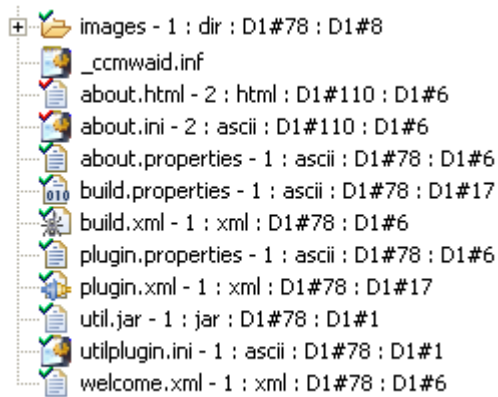 images - 1 : dir : D1#78 : D1#8
_ccmwaid.inf
about.html - 2 : html : D1#110 : D1#6
about.ini - 2 : ascii : D1#110 : D1#6
about.properties - 1 : ascii : D1#78 : D1#6
build.properties - 1 : ascii : D1#78 : D1#17
build.xml - 1 : xml : D1#78 : D1#6
plugin.properties - 1 : ascii : D1#78 : D1#6
plugin.xml - 1 : xml : D1#78 : D1#17
util.jar - 1 : jar : D1#78 : D1#1
utilplugin.ini - 1 : ascii : D1#78 : D1#1
welcome.xml - 1 : xml : D1#78 : D1#6